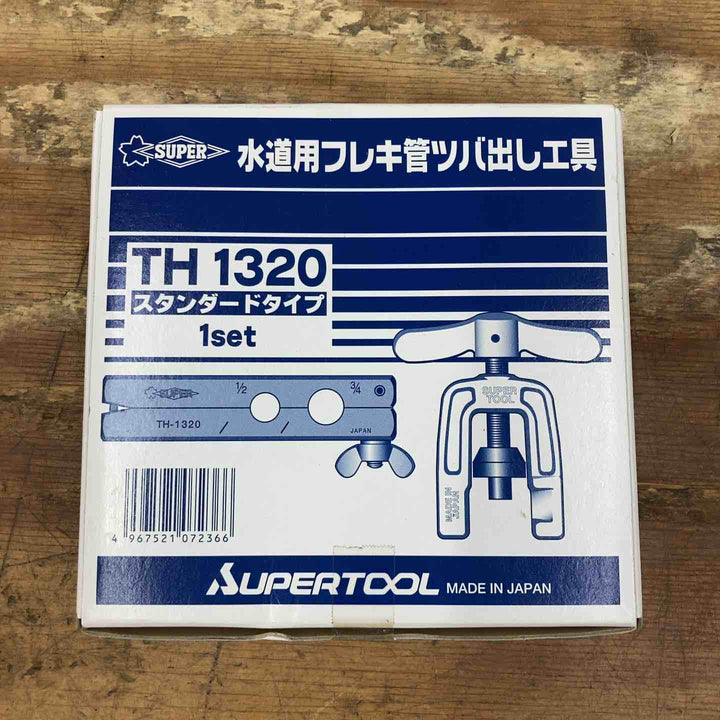 SUPER 水道用フレキ管ツバ出し工具
TH 1320
スタンダードタイプ
1set
SUPER 1/2 3/4
TH-1320 / / JAPAN
SUPER
TOOL
MADE IN
JAPAN
4 967521 072366
SUPERTOOL MADE IN JAPAN